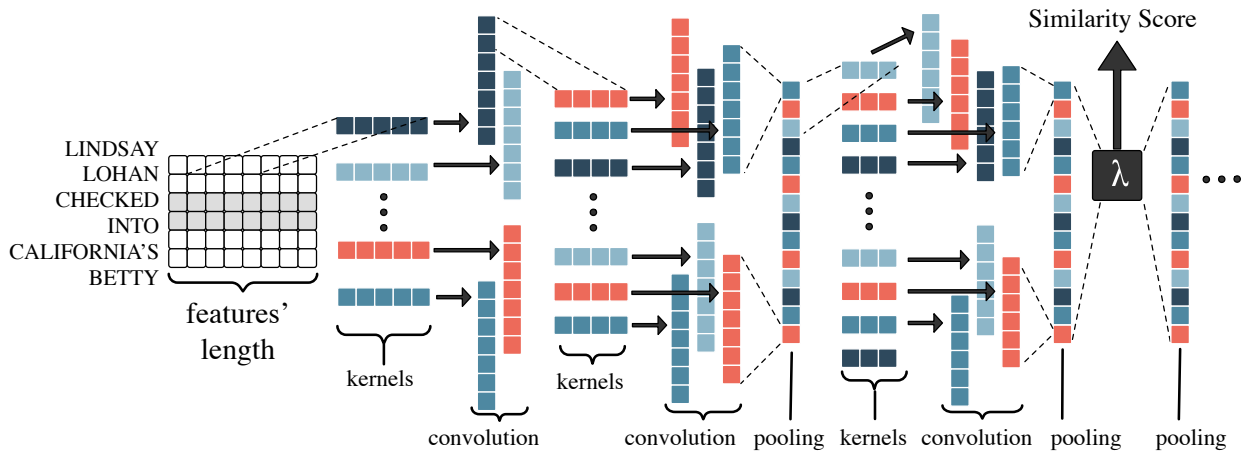 Similarity Score
LINDSAY
LOHAN
CHECKED
INTO
CALIFORNIA'S
BETTY
λ
features'
length
kernels
kernels
convolution
convolution
pooling
kernels
convolution
pooling
pooling